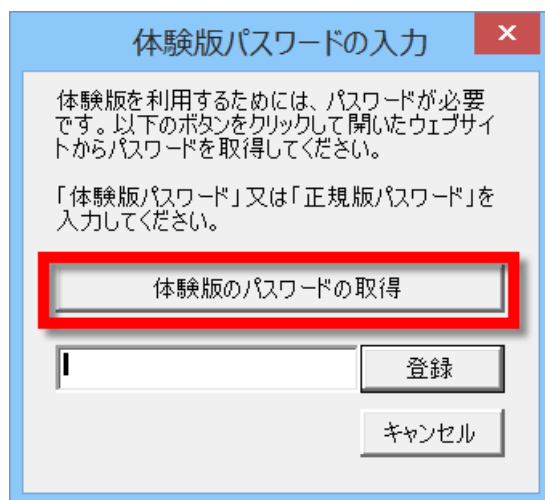 体験版パスワードの入力
体験版を利用するためには、パスワードが必要
です。以下のボタンをクリックして開いたウェブサイ
トからパスワードを取得してください。
「体験版パスワード」又は「正規版パスワード」を
入力してください。
体験版のパスワードの取得
登録
キャンセル